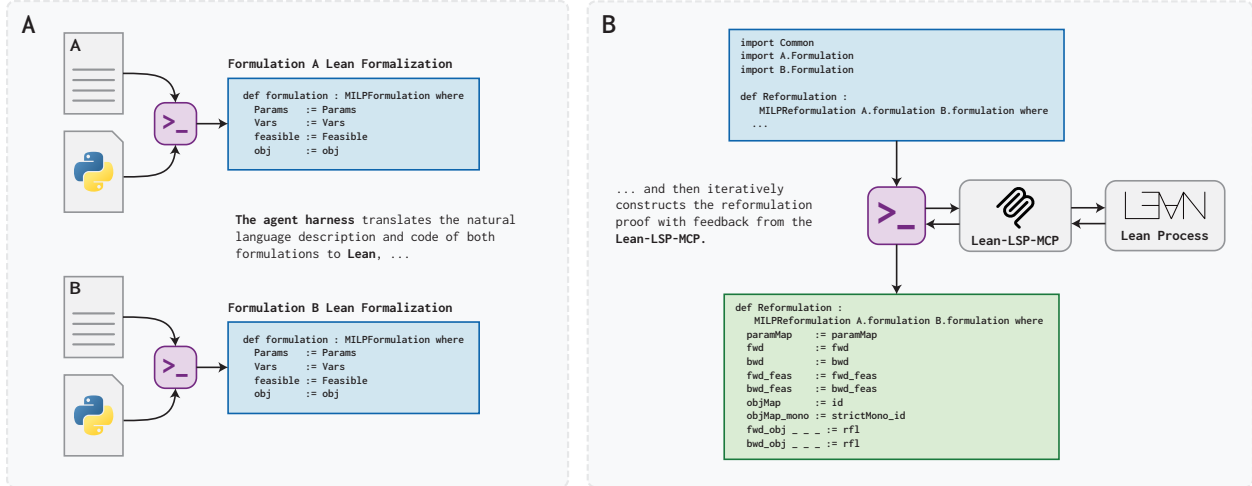 A
A
>_
Formulation A Lean Formalization
def formulation : MILPFormulation where
Params := Params
Vars := Vars
feasible := Feasible
obj := obj
The agent harness translates the natural
language description and code of both
formulations to Lean, ...
B
>_
Formulation B Lean Formalization
def formulation : MILPFormulation where
Params := Params
Vars := Vars
feasible := Feasible
obj := obj
B
import Common
import A.Formulation
import B.Formulation
def Reformulation :
MILPReformulation A.formulation B.formulation where
...
... and then iteratively
constructs the reformulation
proof with feedback from the
Lean-LSP-MCP.
>_
Lean-LSP-MCP
L∃∀N
Lean Process
def Reformulation :
MILPReformulation A.formulation B.formulation where
paramMap := paramMap
fwd := fwd
bwd := bwd
fwd_feas := fwd_feas
bwd_feas := bwd_feas
objMap := id
objMap_mono := strictMono_id
fwd_obj _ _ _ := rfl
bwd_obj _ _ _ := rfl